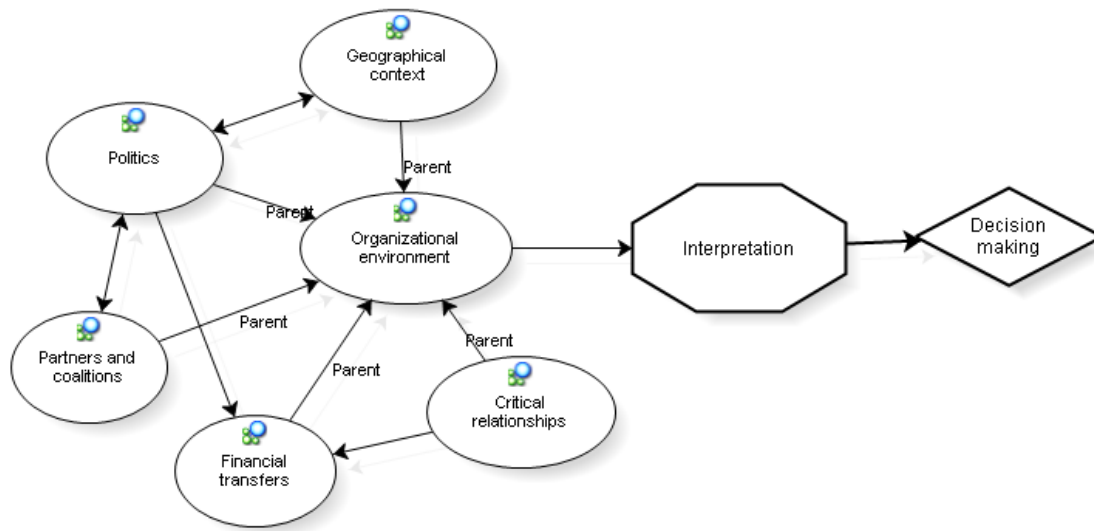 Geographical
context
Politics
Parent
Parent
Organizational
environment
Interpretation
Decision
making
Partners and
coalitions
Parent
Parent
Parent
Critical
relationships
Financial
transfers